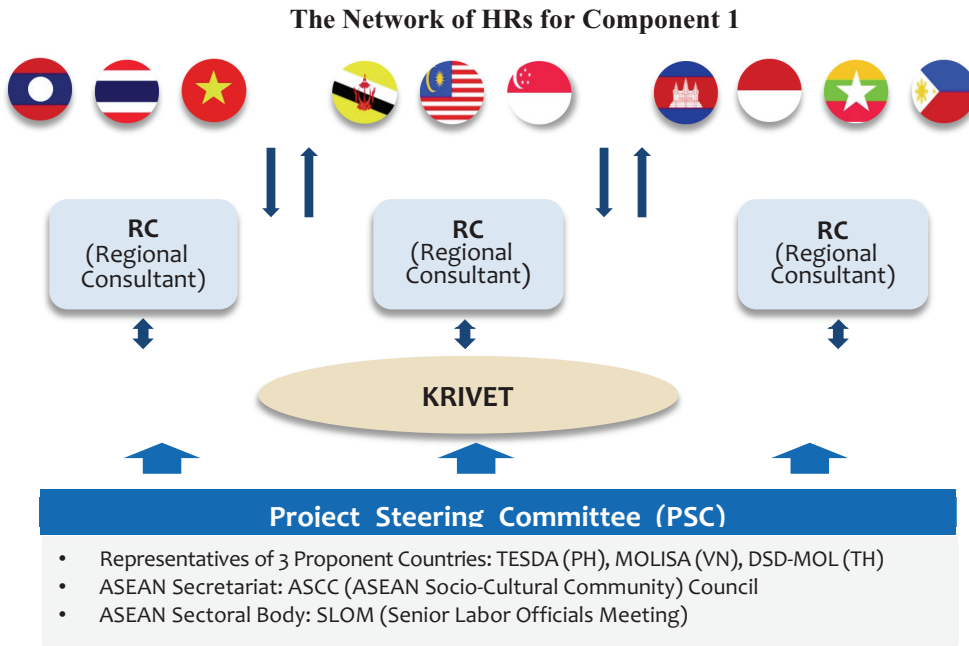 The Network of HRs for Component 1
RC
(Regional
Consultant)
RC
(Regional
Consultant)
RC
(Regional
Consultant)
KRIVET
Project Steering Committee (PSC)
• Representatives of 3 Proponent Countries: TESDA (PH), MOLISA (VN), DSD-MOL (TH)
• ASEAN Secretariat: ASCC (ASEAN Socio-Cultural Community) Council
• ASEAN Sectoral Body: SLOM (Senior Labor Officials Meeting)